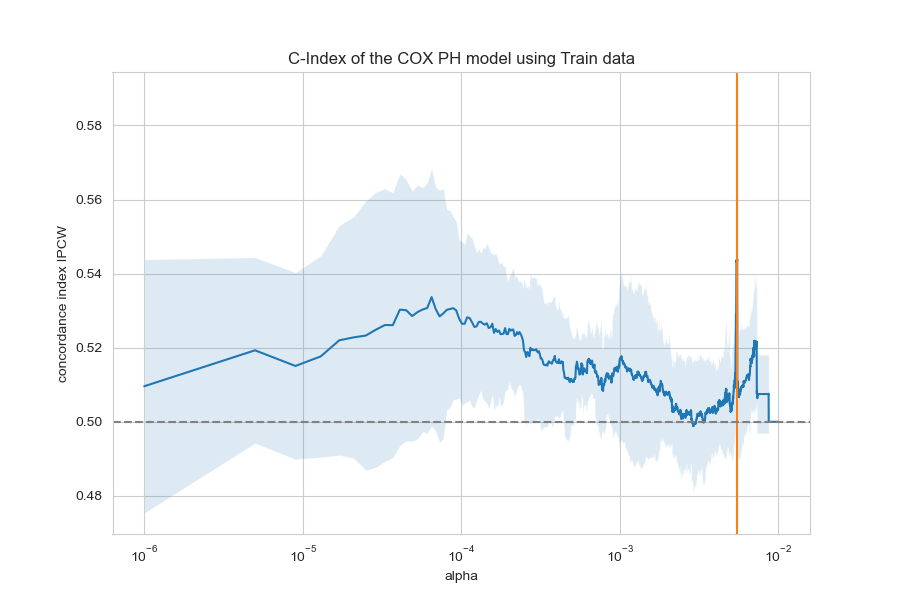 C-Index of the COX PH model using Train data
concordance index IPCW
0.58
0.56
0.54
0.52
0.50
0.48
10⁻⁶ 10⁻⁵ 10⁻⁴ 10⁻³ 10⁻²
alpha